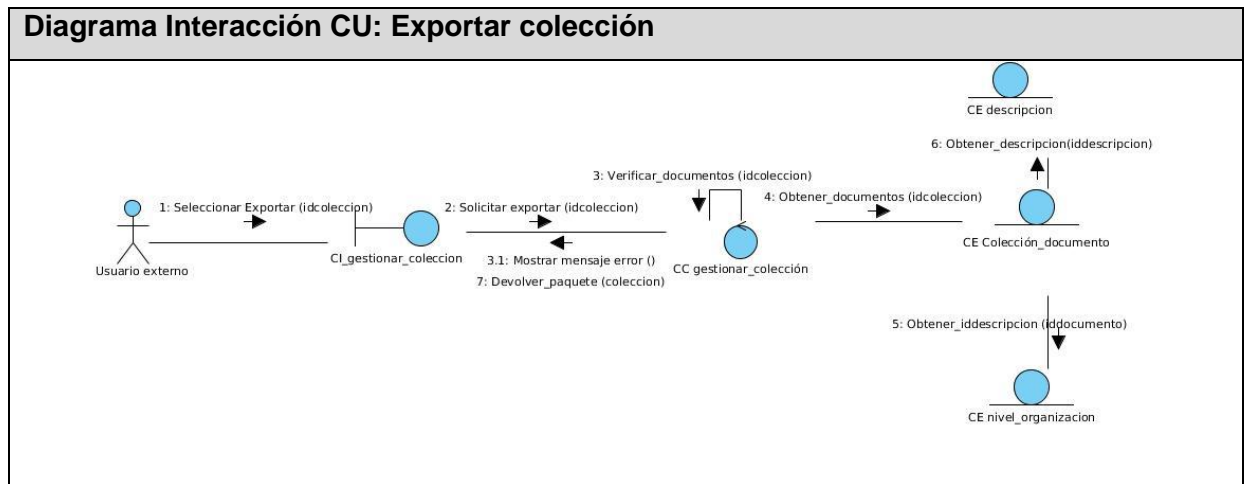 Diagrama Interacción CU: Exportar colección
CE descripcion
6: Obtener_descripcion(iddescripcion)
3: Verificar_documentos (idcoleccion)
4: Obtener_documentos (idcoleccion)
1: Seleccionar Exportar (idcoleccion)
2: Solicitar exportar (idcoleccion)
CE Colección_documento
CI_gestionar_coleccion
3.1: Mostrar mensaje error ()
CC gestionar_colección
Usuario externo
7: Devolver_paquete (coleccion)
5: Obtener_iddescripcion (iddocumento)
CE nivel_organizacion